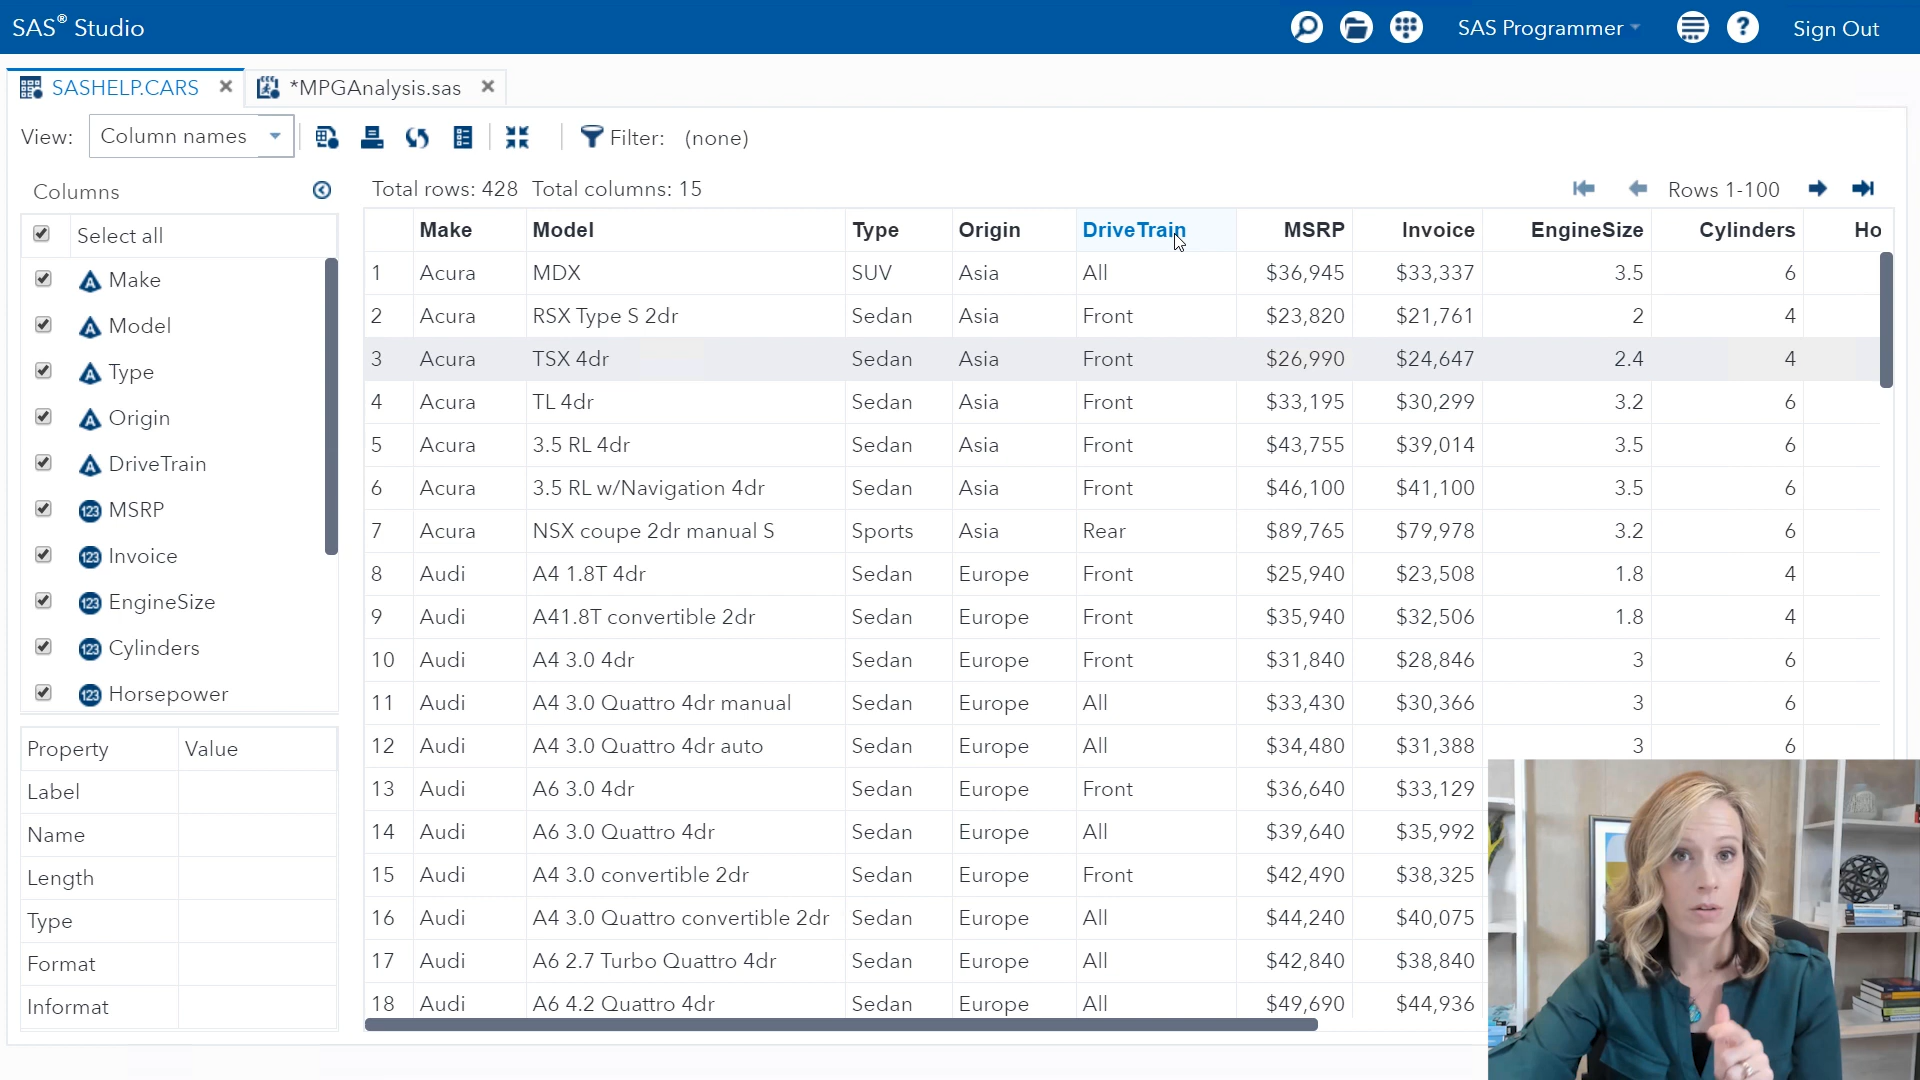 SAS® Studio
SAS Programmer
Sign Out
SASHELP.CARS
*MPGAnalysis.sas
View: Column names
Filter: (none)
Columns
Total rows: 428 Total columns: 15
Rows 1-100
Select all
Make
Model
Type
Origin
DriveTrain
MSRP
Invoice
EngineSize
Cylinders
Horsepower
Property Value
Label
Name
Length
Type
Format
Informat
Make Model Type Origin DriveTrain MSRP Invoice EngineSize Cylinders Ho
1 Acura MDX SUV Asia All $36,945 $33,337 3.5 6
2 Acura RSX Type S 2dr Sedan Asia Front $23,820 $21,761 2 4
3 Acura TSX 4dr Sedan Asia Front $26,990 $24,647 2.4 4
4 Acura TL 4dr Sedan Asia Front $33,195 $30,299 3.2 6
5 Acura 3.5 RL 4dr Sedan Asia Front $43,755 $39,014 3.5 6
6 Acura 3.5 RL w/Navigation 4dr Sedan Asia Front $46,100 $41,100 3.5 6
7 Acura NSX coupe 2dr manual S Sports Asia Rear $89,765 $79,978 3.2 6
8 Audi A4 1.8T 4dr Sedan Europe Front $25,940 $23,508 1.8 4
9 Audi A41.8T convertible 2dr Sedan Europe Front $35,940 $32,506 1.8 4
10 Audi A4 3.0 4dr Sedan Europe Front $31,840 $28,846 3 6
11 Audi A4 3.0 Quattro 4dr manual Sedan Europe All $33,430 $30,366 3 6
12 Audi A4 3.0 Quattro 4dr auto Sedan Europe All $34,480 $31,388 3 6
13 Audi A6 3.0 4dr Sedan Europe Front $36,640 $33,129
14 Audi A6 3.0 Quattro 4dr Sedan Europe All $39,640 $35,992
15 Audi A4 3.0 convertible 2dr Sedan Europe Front $42,490 $38,325
16 Audi A4 3.0 Quattro convertible 2dr Sedan Europe All $44,240 $40,075
17 Audi A6 2.7 Turbo Quattro 4dr Sedan Europe All $42,840 $38,840
18 Audi A6 4.2 Quattro 4dr Sedan Europe All $49,690 $44,936